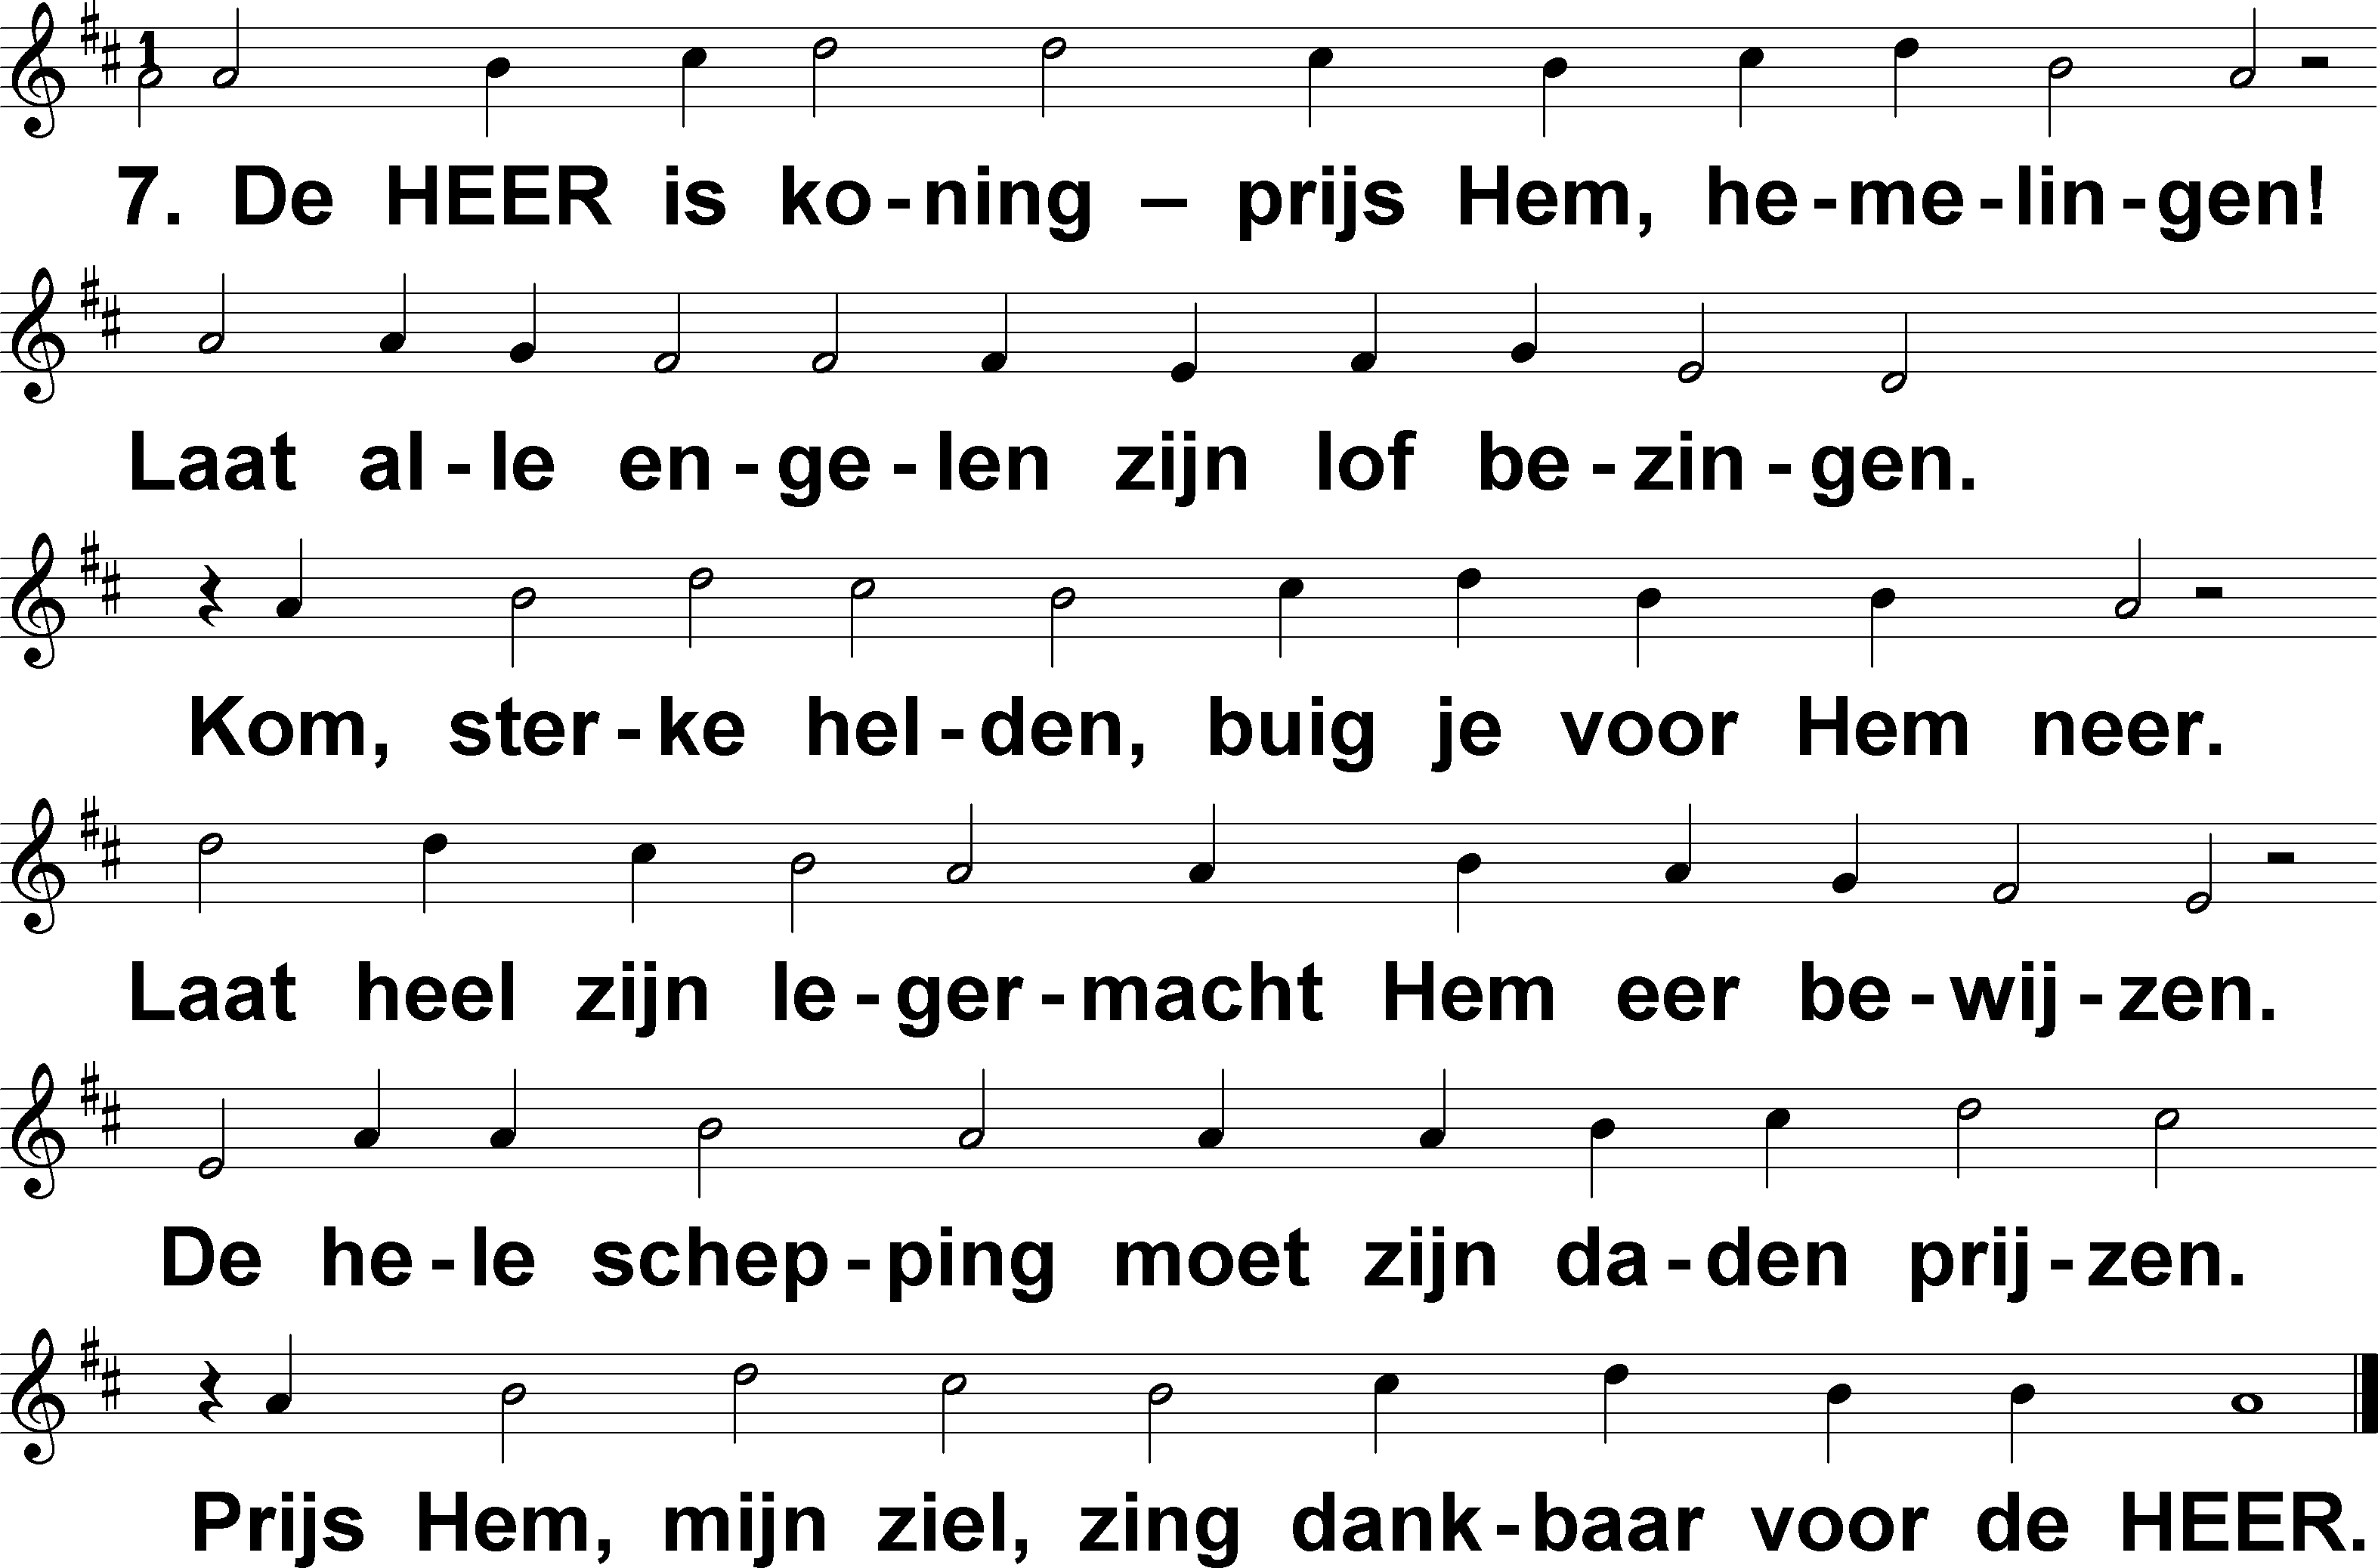 1
7. De HEER is ko-ning – prijs Hem, he-me-lin-gen!
Laat al-le en-ge-len zijn lof be-zin-gen.
Kom, ster-ke hel-den, buig je voor Hem neer.
Laat heel zijn le-ger-macht Hem eer be-wij-zen.
De he-le schep-ping moet zijn da-den prij-zen.
Prijs Hem, mijn ziel, zing dank-baar voor de HEER.